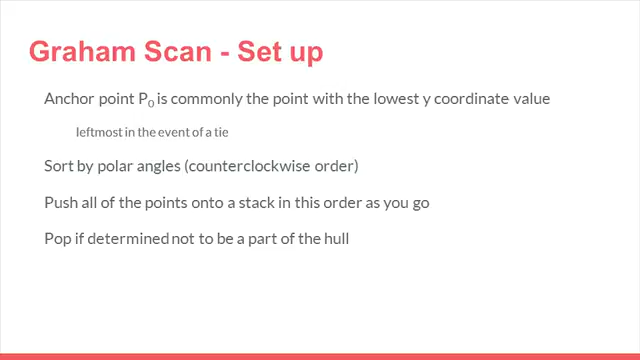 Graham Scan - Set up
Anchor point P₀ is commonly the point with the lowest y coordinate value
leftmost in the event of a tie
Sort by polar angles (counterclockwise order)
Push all of the points onto a stack in this order as you go
Pop if determined not to be a part of the hull